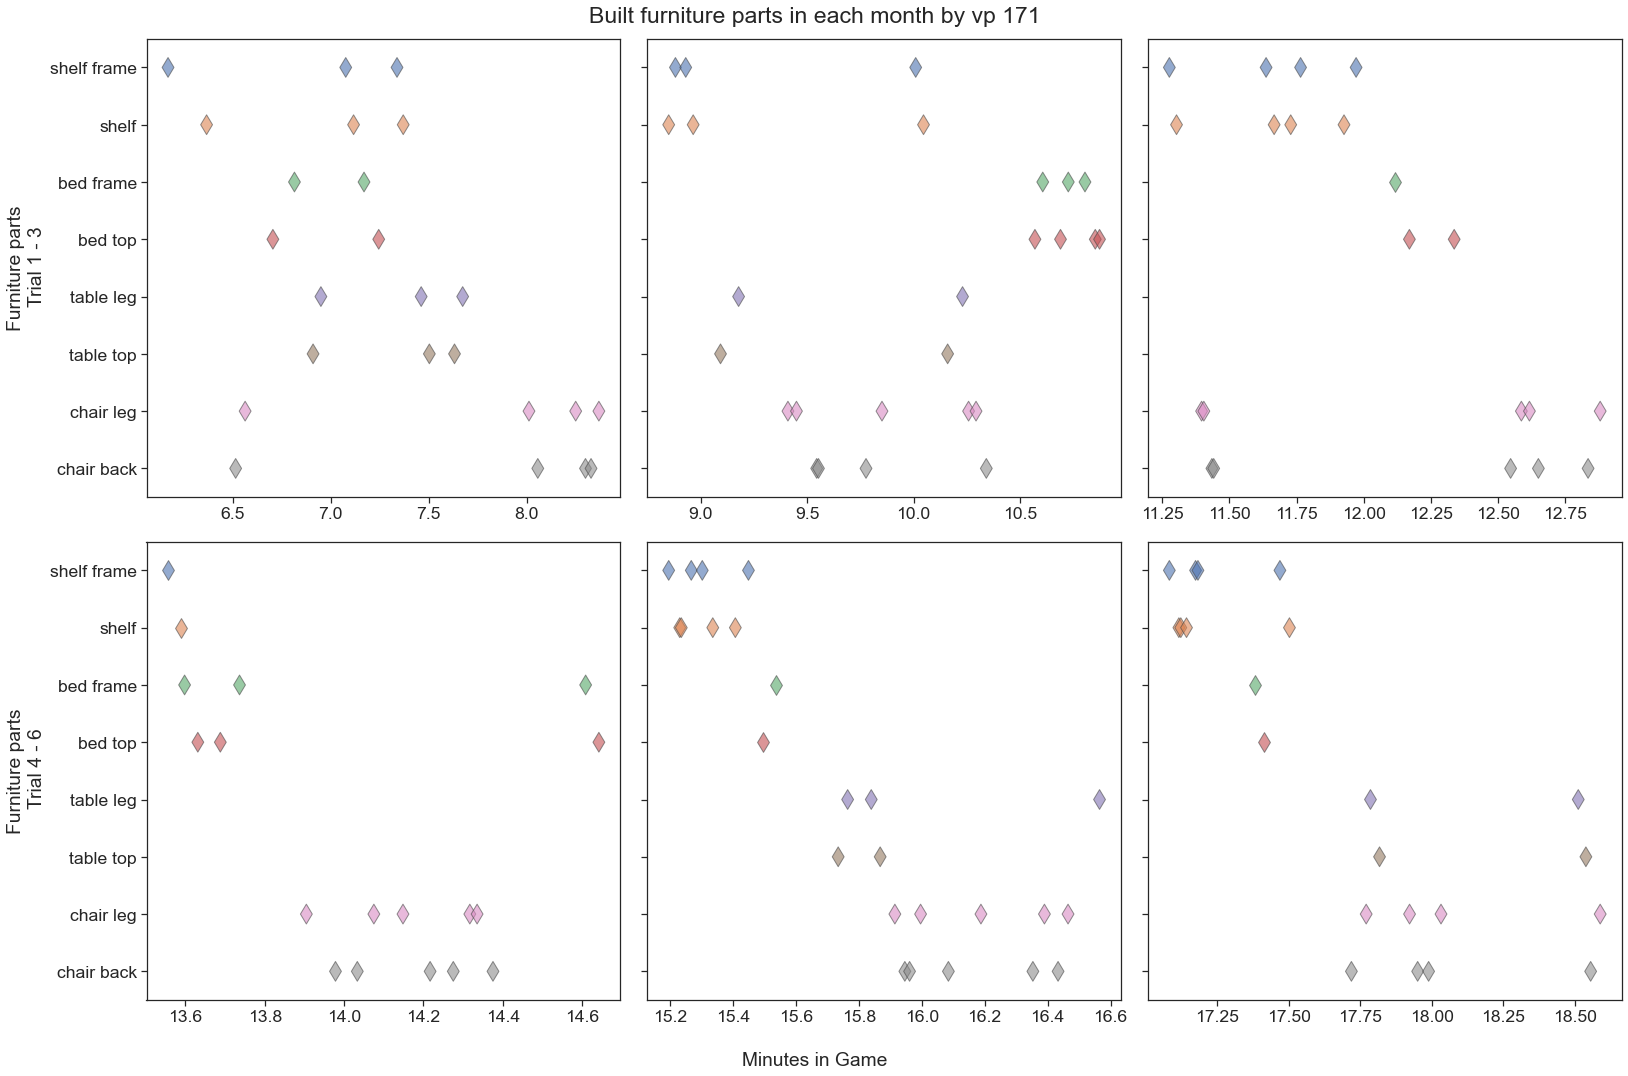 Built furniture parts in each month by vp 171
Furniture parts
Trial 1 - 3
shelf frame
shelf
bed frame
bed top
table leg
table top
chair leg
chair back
6.5 7.0 7.5 8.0
9.0 9.5 10.0 10.5
11.25 11.50 11.75 12.00 12.25 12.50 12.75
Furniture parts
Trial 4 - 6
shelf frame
shelf
bed frame
bed top
table leg
table top
chair leg
chair back
13.6 13.8 14.0 14.2 14.4 14.6
15.2 15.4 15.6 15.8 16.0 16.2 16.4 16.6
17.25 17.50 17.75 18.00 18.25 18.50
Minutes in Game